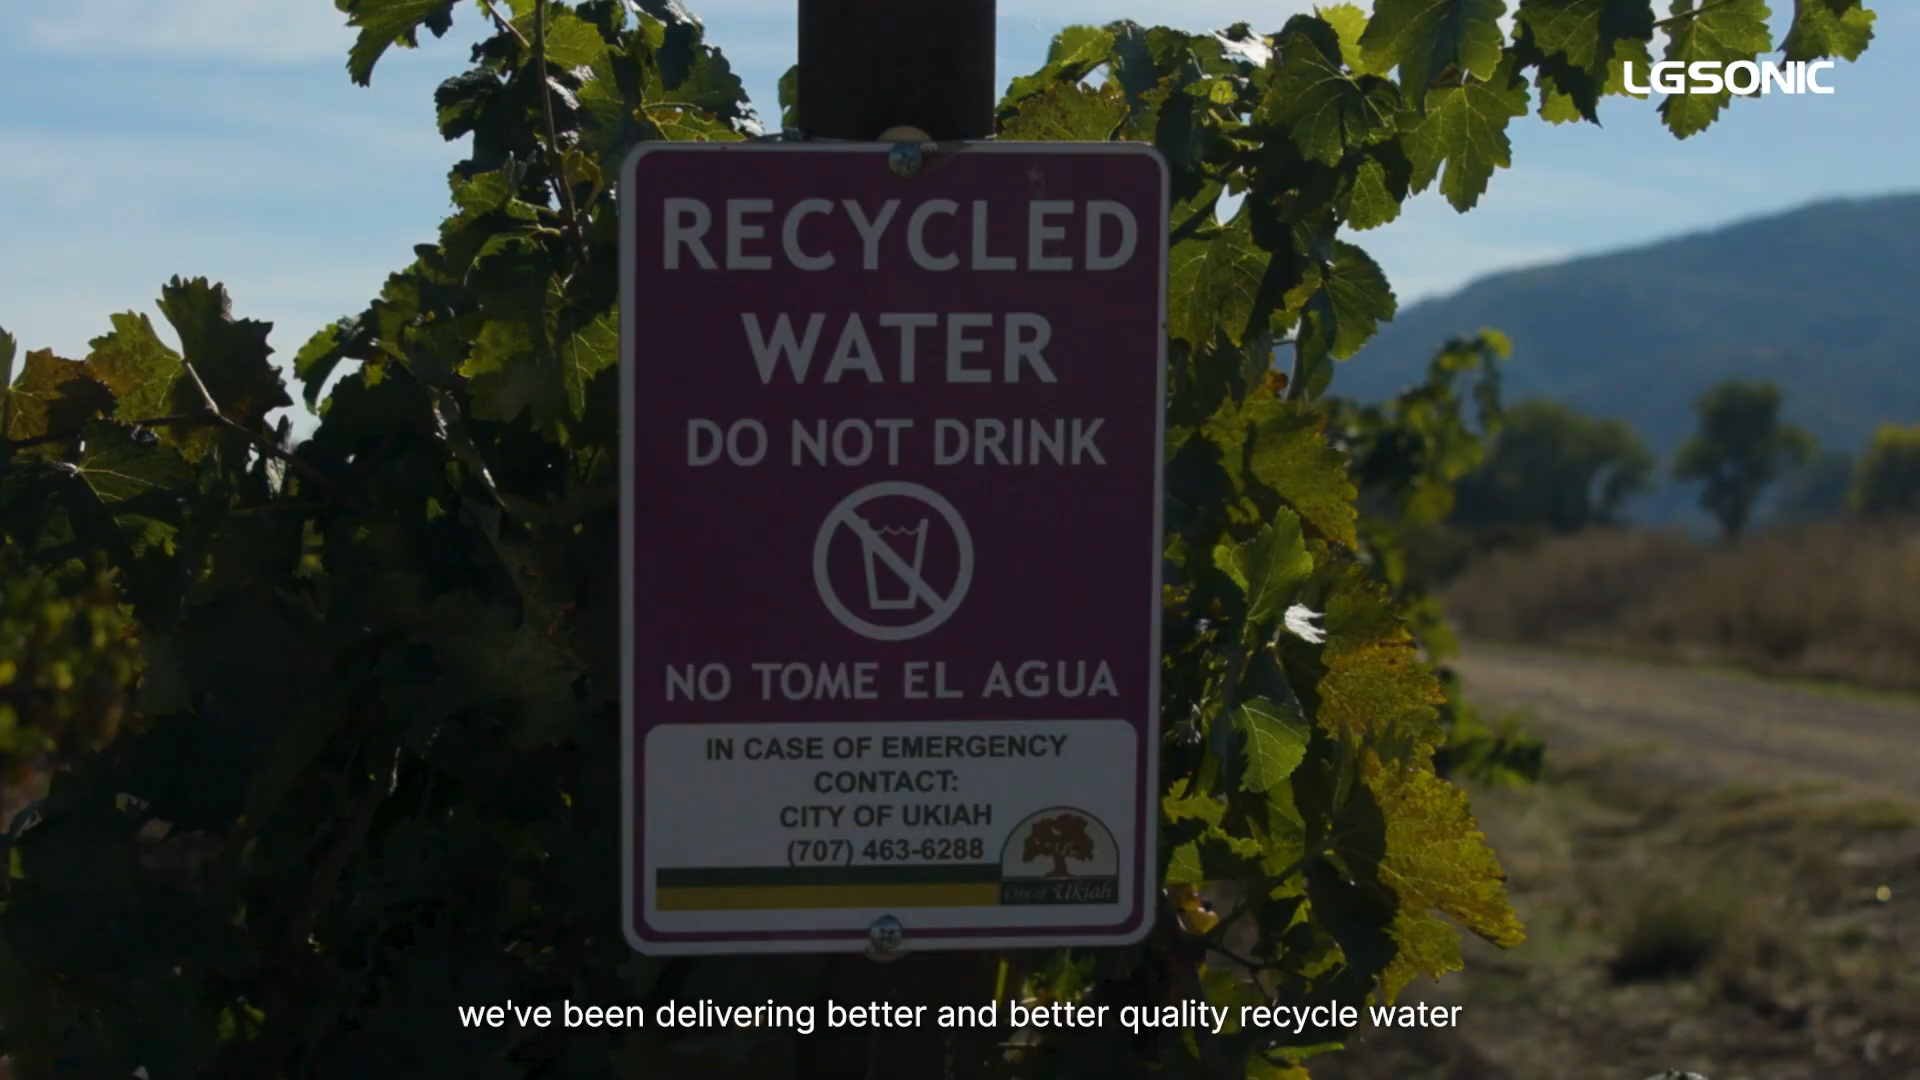 LGSONIC
RECYCLED
WATER
DO NOT DRINK
NO TOME EL AGUA
IN CASE OF EMERGENCY
CONTACT:
CITY OF UKIAH
(707) 463-6288
City of Ukiah
we've been delivering better and better quality recycle water